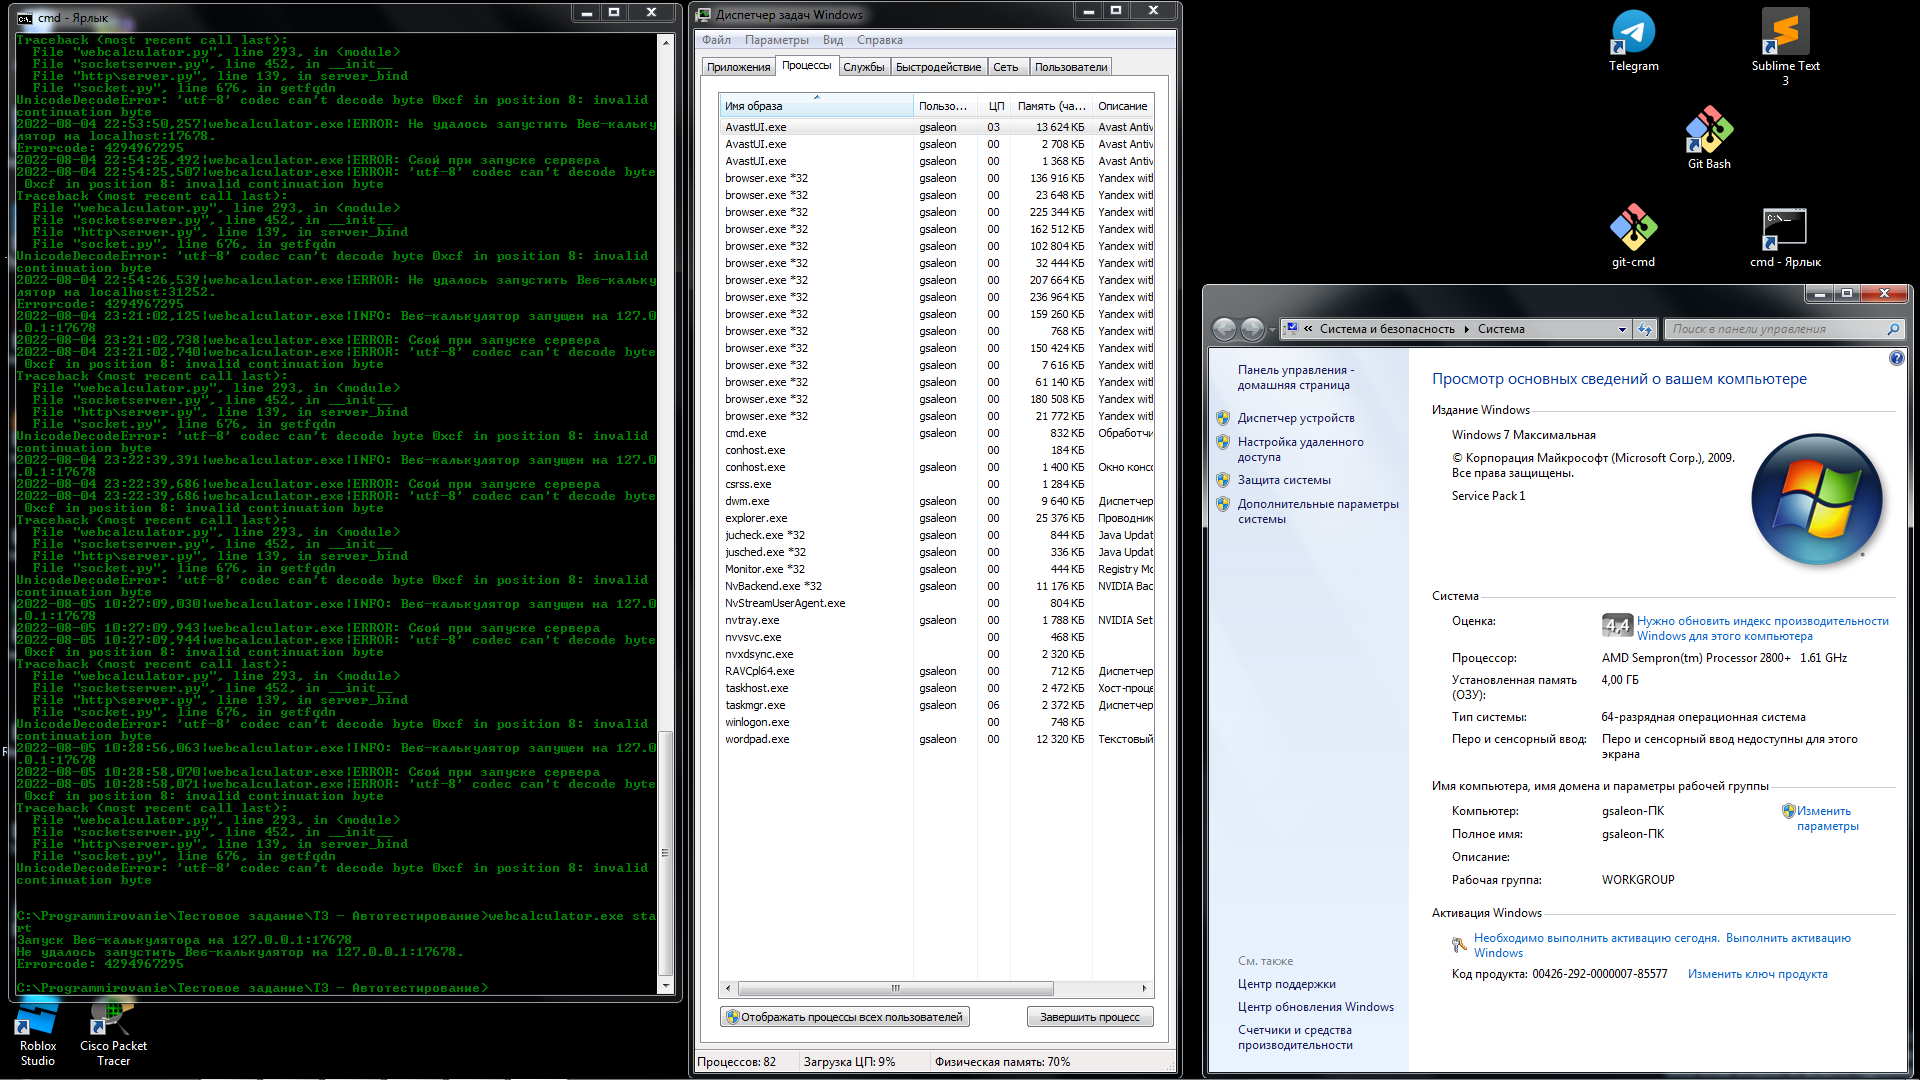 cmd - Ярлык
Traceback (most recent call last):
  File "webcalculator.py", line 293, in <module>
  File "socketserver.py", line 452, in __init__
  File "http\server.py", line 139, in server_bind
  File "socket.py", line 676, in getfqdn
UnicodeDecodeError: 'utf-8' codec can't decode byte 0xcf in position 8: invalid
continuation byte
2022-08-04 22:53:50,257|webcalculator.exe|ERROR: Не удалось запустить Веб-кальку
лятор на localhost:17678.
Errorcode: 4294967295
2022-08-04 22:54:25,492|webcalculator.exe|ERROR: Сбой при запуске сервера
2022-08-04 22:54:25,507|webcalculator.exe|ERROR: 'utf-8' codec can't decode byte
 0xcf in position 8: invalid continuation byte
Traceback (most recent call last):
  File "webcalculator.py", line 293, in <module>
  File "socketserver.py", line 452, in __init__
  File "http\server.py", line 139, in server_bind
  File "socket.py", line 676, in getfqdn
UnicodeDecodeError: 'utf-8' codec can't decode byte 0xcf in position 8: invalid
continuation byte
2022-08-04 22:54:26,539|webcalculator.exe|ERROR: Не удалось запустить Веб-кальку
лятор на localhost:31252.
Errorcode: 4294967295
2022-08-04 23:21:02,125|webcalculator.exe|INFO: Веб-калькулятор запущен на 127.0
.0.1:17678
2022-08-04 23:21:02,738|webcalculator.exe|ERROR: Сбой при запуске сервера
2022-08-04 23:21:02,740|webcalculator.exe|ERROR: 'utf-8' codec can't decode byte
 0xcf in position 8: invalid continuation byte
Traceback (most recent call last):
  File "webcalculator.py", line 293, in <module>
  File "socketserver.py", line 452, in __init__
  File "http\server.py", line 139, in server_bind
  File "socket.py", line 676, in getfqdn
UnicodeDecodeError: 'utf-8' codec can't decode byte 0xcf in position 8: invalid
continuation byte
2022-08-04 23:22:39,391|webcalculator.exe|INFO: Веб-калькулятор запущен на 127.0
.0.1:17678
2022-08-04 23:22:39,686|webcalculator.exe|ERROR: Сбой при запуске сервера
2022-08-04 23:22:39,686|webcalculator.exe|ERROR: 'utf-8' codec can't decode byte
 0xcf in position 8: invalid continuation byte
Traceback (most recent call last):
  File "webcalculator.py", line 293, in <module>
  File "socketserver.py", line 452, in __init__
  File "http\server.py", line 139, in server_bind
  File "socket.py", line 676, in getfqdn
UnicodeDecodeError: 'utf-8' codec can't decode byte 0xcf in position 8: invalid
continuation byte
2022-08-05 10:27:09,030|webcalculator.exe|INFO: Веб-калькулятор запущен на 127.0
.0.1:17678
2022-08-05 10:27:09,943|webcalculator.exe|ERROR: Сбой при запуске сервера
2022-08-05 10:27:09,944|webcalculator.exe|ERROR: 'utf-8' codec can't decode byte
 0xcf in position 8: invalid continuation byte
Traceback (most recent call last):
  File "webcalculator.py", line 293, in <module>
  File "socketserver.py", line 452, in __init__
  File "http\server.py", line 139, in server_bind
  File "socket.py", line 676, in getfqdn
UnicodeDecodeError: 'utf-8' codec can't decode byte 0xcf in position 8: invalid
continuation byte
2022-08-05 10:28:56,063|webcalculator.exe|INFO: Веб-калькулятор запущен на 127.0
.0.1:17678
2022-08-05 10:28:58,070|webcalculator.exe|ERROR: Сбой при запуске сервера
2022-08-05 10:28:58,071|webcalculator.exe|ERROR: 'utf-8' codec can't decode byte
 0xcf in position 8: invalid continuation byte
Traceback (most recent call last):
  File "webcalculator.py", line 293, in <module>
  File "socketserver.py", line 452, in __init__
  File "http\server.py", line 139, in server_bind
  File "socket.py", line 676, in getfqdn
UnicodeDecodeError: 'utf-8' codec can't decode byte 0xcf in position 8: invalid
continuation byte
C:\Programmirovanie\Тестовое задание\ТЗ - Автотестирование>webcalculator.exe sta
rt
Запуск Веб-калькулятора на 127.0.0.1:17678
Не удалось запустить Веб-калькулятор на 127.0.0.1:17678.
Errorcode: 4294967295
C:\Programmirovanie\Тестовое задание\ТЗ - Автотестирование>
Roblox Studio
Cisco Packet Tracer
Диспетчер задач Windows
Файл Параметры Вид Справка
Приложения Процессы Службы Быстродействие Сеть Пользователи
Имя образа Пользо... ЦП Память (ча... Описание
AvastUI.exe gsaleon 03 13 624 КБ Avast Antiv
AvastUI.exe gsaleon 00 2 708 КБ Avast Antiv
AvastUI.exe gsaleon 00 1 368 КБ Avast Antiv
browser.exe *32 gsaleon 00 136 916 КБ Yandex wit
browser.exe *32 gsaleon 00 23 648 КБ Yandex wit
browser.exe *32 gsaleon 00 225 344 КБ Yandex wit
browser.exe *32 gsaleon 00 162 512 КБ Yandex wit
browser.exe *32 gsaleon 00 102 804 КБ Yandex wit
browser.exe *32 gsaleon 00 32 444 КБ Yandex wit
browser.exe *32 gsaleon 00 207 664 КБ Yandex wit
browser.exe *32 gsaleon 00 236 964 КБ Yandex wit
browser.exe *32 gsaleon 00 159 260 КБ Yandex wit
browser.exe *32 gsaleon 00 768 КБ Yandex wit
browser.exe *32 gsaleon 00 150 424 КБ Yandex wit
browser.exe *32 gsaleon 00 7 616 КБ Yandex wit
browser.exe *32 gsaleon 00 61 140 КБ Yandex wit
browser.exe *32 gsaleon 00 180 508 КБ Yandex wit
browser.exe *32 gsaleon 00 21 772 КБ Yandex wit
cmd.exe gsaleon 00 832 КБ Обработчи
conhost.exe 00 184 КБ
conhost.exe gsaleon 00 1 400 КБ Окно консо
csrss.exe 00 1 284 КБ
dwm.exe gsaleon 00 9 640 КБ Диспетчер
explorer.exe gsaleon 00 25 376 КБ Проводник
jucheck.exe *32 gsaleon 00 844 КБ Java Updat
jusched.exe *32 gsaleon 00 336 КБ Java Updat
Monitor.exe *32 gsaleon 00 444 КБ Registry Mo
NvBackend.exe *32 gsaleon 00 11 176 КБ NVIDIA Bac
NvStreamUserAgent.exe 00 804 КБ
nvtray.exe gsaleon 00 1 788 КБ NVIDIA Set
nvvsvc.exe 00 468 КБ
nvxdsync.exe 00 2 320 КБ
RAVCpl64.exe gsaleon 00 712 КБ Диспетчер
taskhost.exe gsaleon 00 2 472 КБ Хост-проце
taskmgr.exe gsaleon 06 2 372 КБ Диспетчер
winlogon.exe 00 748 КБ
wordpad.exe gsaleon 00 12 320 КБ Текстовый
Отображать процессы всех пользователей Завершить процесс
Процессов: 82 Загрузка ЦП: 9% Физическая память: 70%
Telegram
Sublime Text 3
Git Bash
git-cmd
cmd - Ярлык
« Система и безопасность Система Поиск в панели управления
Панель управления - домашняя страница
Диспетчер устройств
Настройка удаленного доступа
Защита системы
Дополнительные параметры системы
См. также
Центр поддержки
Центр обновления Windows
Счетчики и средства производительности
Просмотр основных сведений о вашем компьютере
Издание Windows
Windows 7 Максимальная
© Корпорация Майкрософт (Microsoft Corp.), 2009.
Все права защищены.
Service Pack 1
Система
Оценка: 4,4 Нужно обновить индекс производительности
Windows для этого компьютера
Процессор: AMD Sempron(tm) Processor 2800+ 1.61 GHz
Установленная память (ОЗУ): 4,00 ГБ
Тип системы: 64-разрядная операционная система
Перо и сенсорный ввод: Перо и сенсорный ввод недоступны для этого
экрана
Имя компьютера, имя домена и параметры рабочей группы
Компьютер: gsaleon-ПК Изменить параметры
Полное имя: gsaleon-ПК
Описание:
Рабочая группа: WORKGROUP
Активация Windows
Необходимо выполнить активацию сегодня. Выполнить активацию
Windows
Код продукта: 00426-292-0000007-85577 Изменить ключ продукта